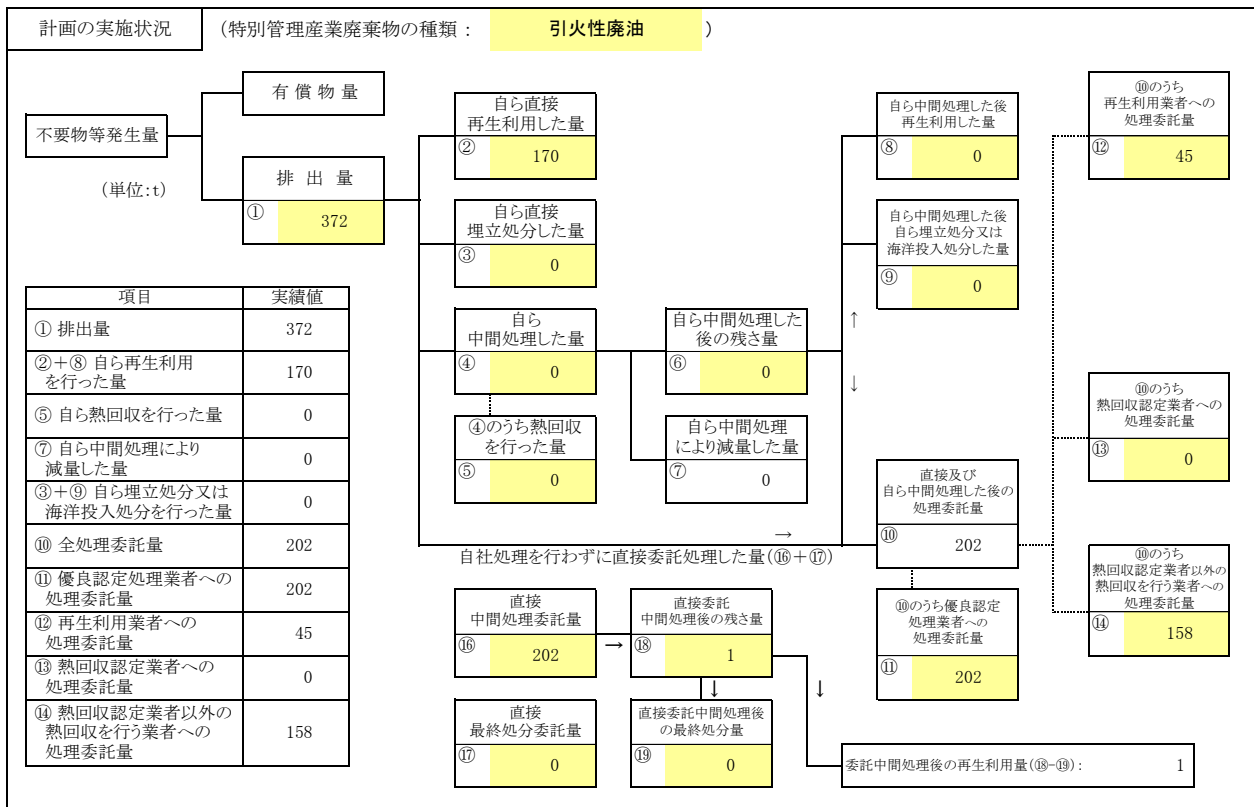 計画の実施状況
(特別管理産業廃棄物の種類: 引火性廃油 )
不要物等発生量
(単位:t)
有償物量
排出量
① 372
自ら直接
再生利用した量
② 170
自ら直接
埋立処分した量
③ 0
自ら
中間処理した量
④ 0
④のうち熱回収
を行った量
⑤ 0
自ら中間処理した
後の残さ量
⑥ 0
自ら中間処理
により減量した量
⑦ 0
自ら中間処理した後
再生利用した量
⑧ 0
自ら中間処理した後
自ら埋立処分又は
海洋投入処分した量
⑨ 0
↑
↓
直接及び
自ら中間処理した後の
処理委託量
⑩ 202
⑩のうち優良認定
処理業者への
処理委託量
⑪ 202
⑩のうち
再生利用業者への
処理委託量
⑫ 45
⑩のうち
熱回収認定業者への
処理委託量
⑬ 0
⑩のうち
熱回収認定業者以外の
熱回収を行う業者への
処理委託量
⑭ 158
→
自社処理を行わずに直接委託処理した量(⑯+⑰)
直接
中間処理委託量
⑯ 202
→
直接委託
中間処理後の残さ量
⑱ 1
↓
↓
直接
最終処分委託量
⑰ 0
直接委託中間処理後
の最終処分量
⑲ 0
委託中間処理後の再生利用量(⑱-⑲): 1
項目 実績値
① 排出量 372
②+⑧ 自ら再生利用
を行った量 170
⑤ 自ら熱回収を行った量 0
⑦ 自ら中間処理により
減量した量 0
③+⑨ 自ら埋立処分又は
海洋投入処分を行った量 0
⑩ 全処理委託量 202
⑪ 優良認定処理業者への
処理委託量 202
⑫ 再生利用業者への
処理委託量 45
⑬ 熱回収認定業者への
処理委託量 0
⑭ 熱回収認定業者以外の
熱回収を行う業者への
処理委託量 158